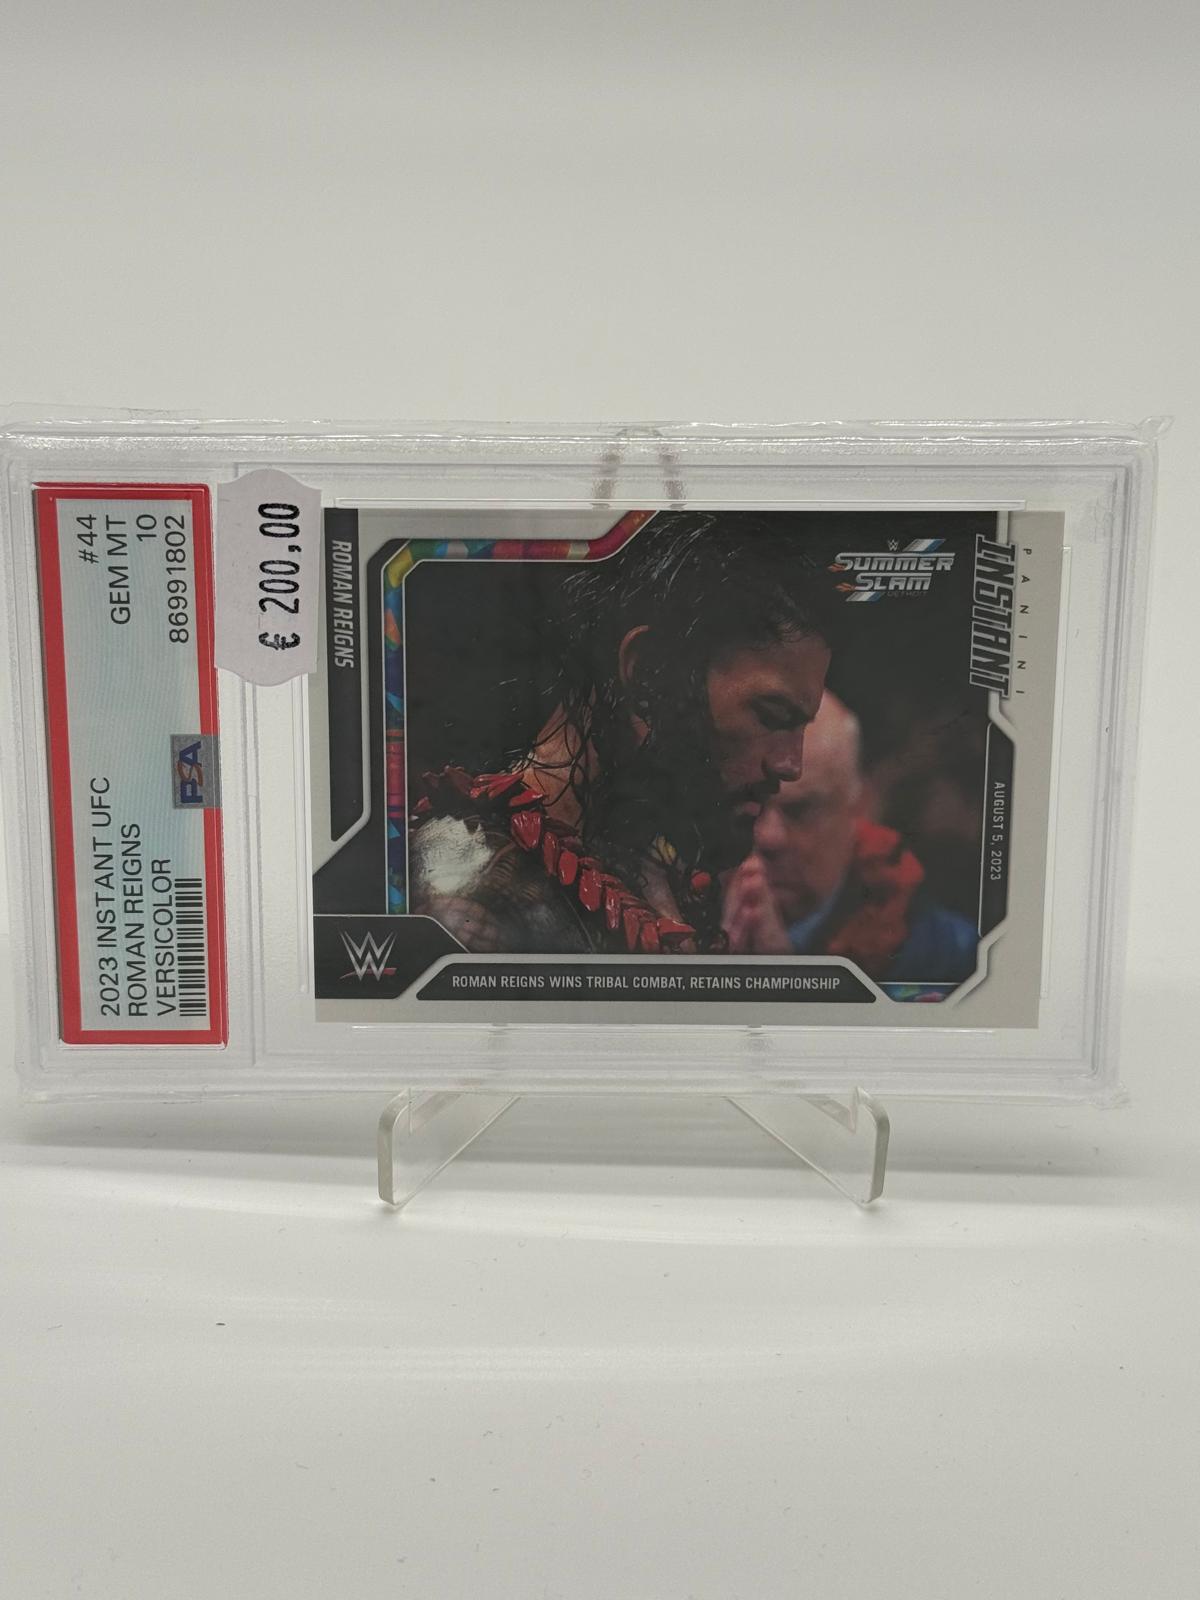 2023 INSTANT UFC #44
ROMAN REIGNS GEM MT
VERSICOLOR 10
PSA 86991802
€ 200,00
ROMAN REIGNS
W
SUMMER
SLAM
DETROIT
PANINI
INSTANT
AUGUST 5, 2023
W
ROMAN REIGNS WINS TRIBAL COMBAT, RETAINS CHAMPIONSHIP